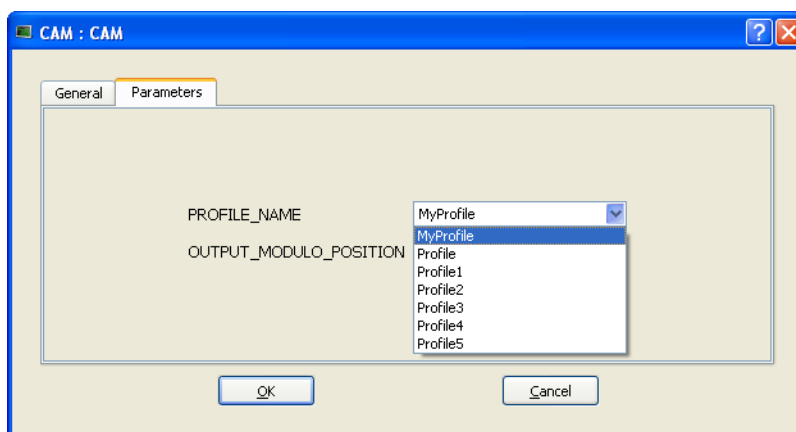 CAM : CAM
General Parameters
PROFILE_NAME MyProfile
MyProfile
OUTPUT_MODULO_POSITION Profile
Profile1
Profile2
Profile3
Profile4
Profile5
OK Cancel